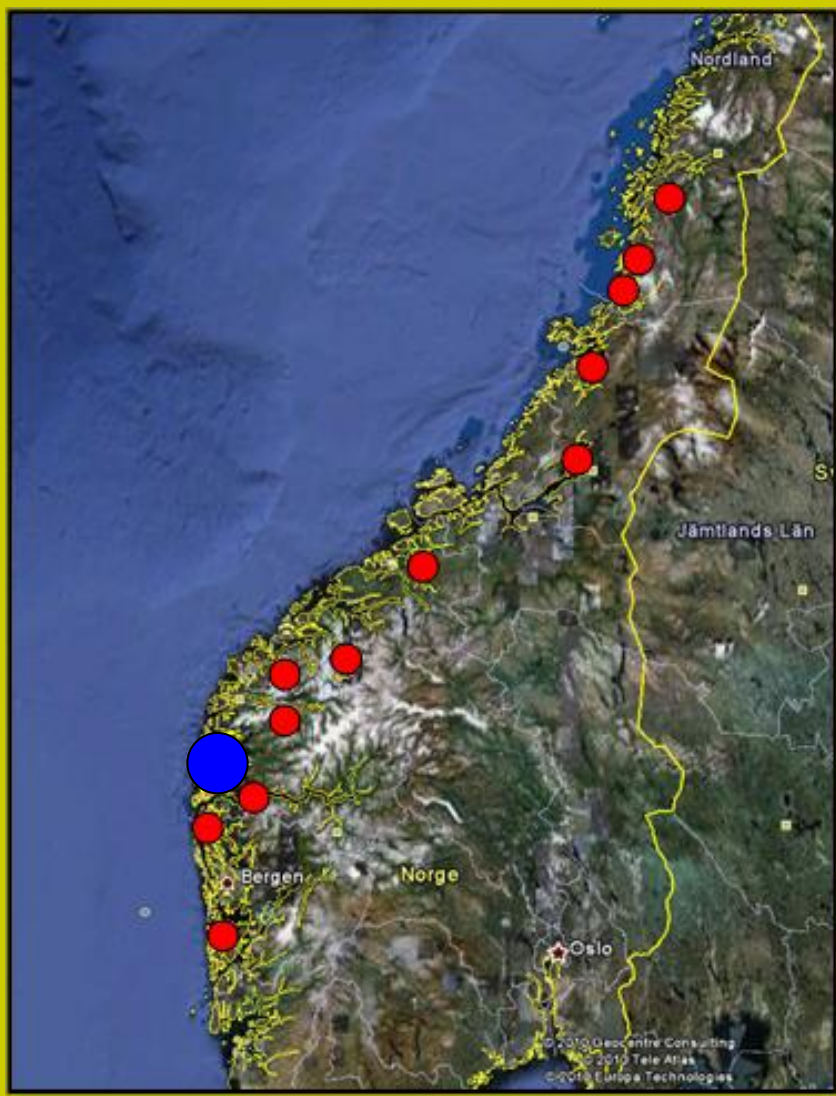 Nordland
Jämtlands Län
Bergen
Norge
Oslo
© 2010 Geocentre Consulting
© 2010 Tele Atlas
© 2010 Europa Technologies